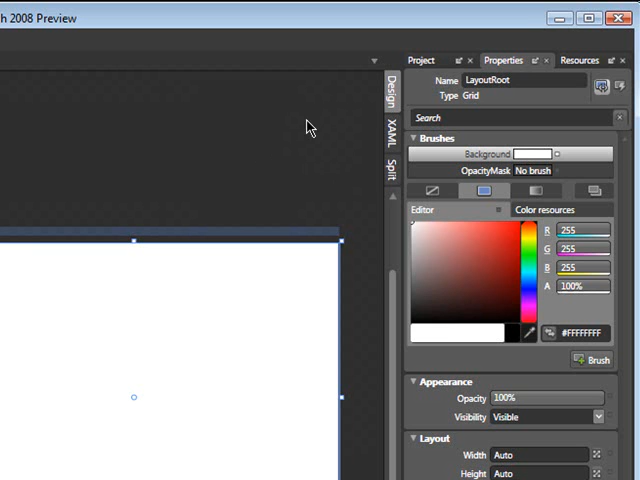 h 2008 Preview
Project
Properties
Resources
Name LayoutRoot
Type Grid
Search
Design
XAML
Split
Brushes
Background
OpacityMask No brush
Editor
Color resources
R 255
G 255
B 255
A 100%
#FFFFFFFF
Brush
Appearance
Opacity 100%
Visibility Visible
Layout
Width Auto
Height Auto